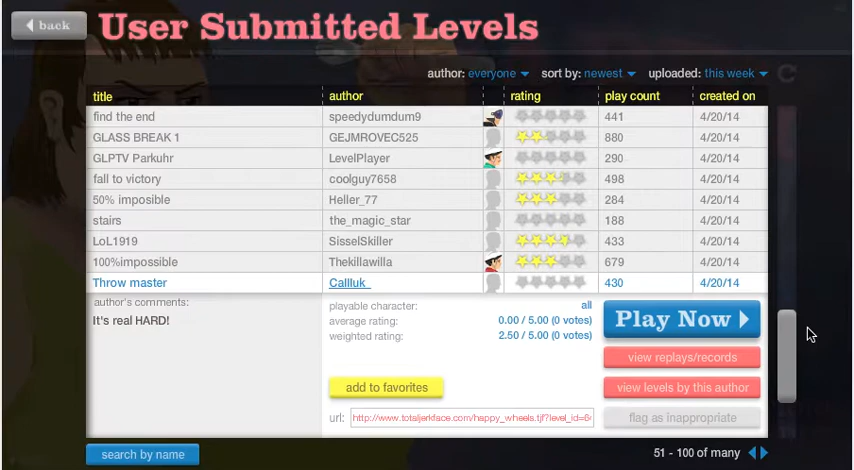 back
User Submitted Levels
author: everyone sort by: newest uploaded: this week
title author rating play count created on
find the end speedydumdum9 441 4/20/14
GLASS BREAK 1 GEJMROVEC525 880 4/20/14
GLPTV Parkuhr LevelPlayer 290 4/20/14
fall to victory coolguy7658 498 4/20/14
50% imposible Heller_77 284 4/20/14
stairs the_magic_star 188 4/20/14
LoL1919 SisselSkiller 433 4/20/14
100%impossible Thekillawilla 679 4/20/14
Throw master Callluk_ 430 4/20/14
author's comments:
It's real HARD!
playable character: all
average rating: 0.00 / 5.00 (0 votes)
weighted rating: 2.50 / 5.00 (0 votes)
Play Now
view replays/records
add to favorites
view levels by this author
url: http://www.totaljerkface.com/happy_wheels.tjf?level_id=6
flag as inappropriate
search by name
51 - 100 of many